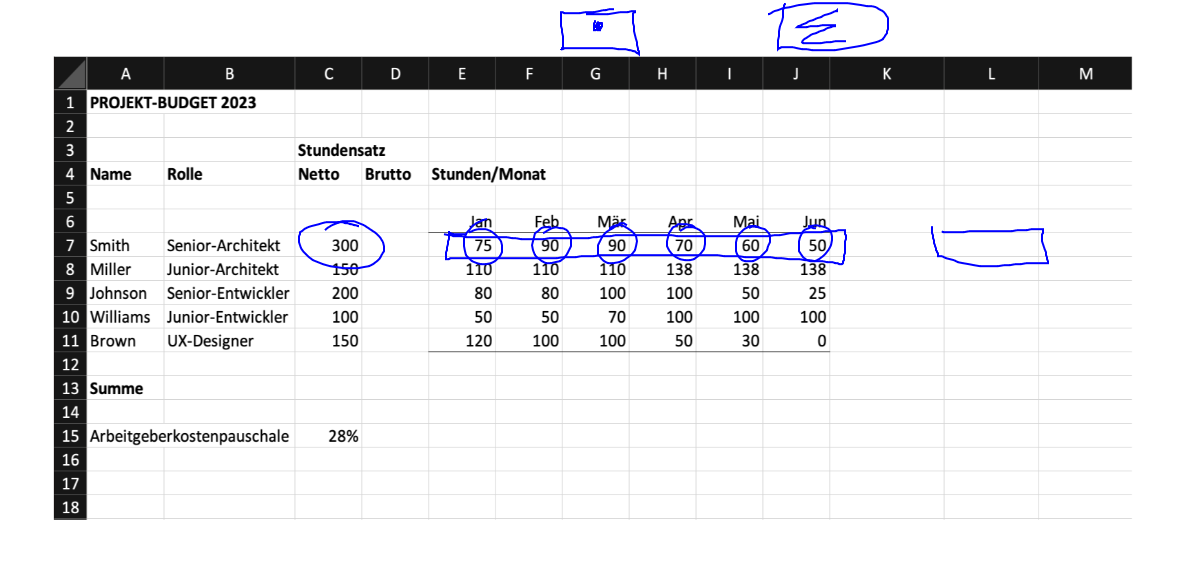 A B C D E F G H I J K L M
1 PROJEKT-BUDGET 2023
2
3 Stundensatz
4 Name Rolle Netto Brutto Stunden/Monat
5
6 Jan Feb Mär Apr Mai Jun
7 Smith Senior-Architekt 300 75 90 90 70 60 50
8 Miller Junior-Architekt 150 110 110 110 138 138 138
9 Johnson Senior-Entwickler 200 80 80 100 100 50 25
10 Williams Junior-Entwickler 100 50 50 70 100 100 100
11 Brown UX-Designer 150 120 100 100 50 30 0
12
13 Summe
14
15 Arbeitgeberkostenpauschale 28%
16
17
18